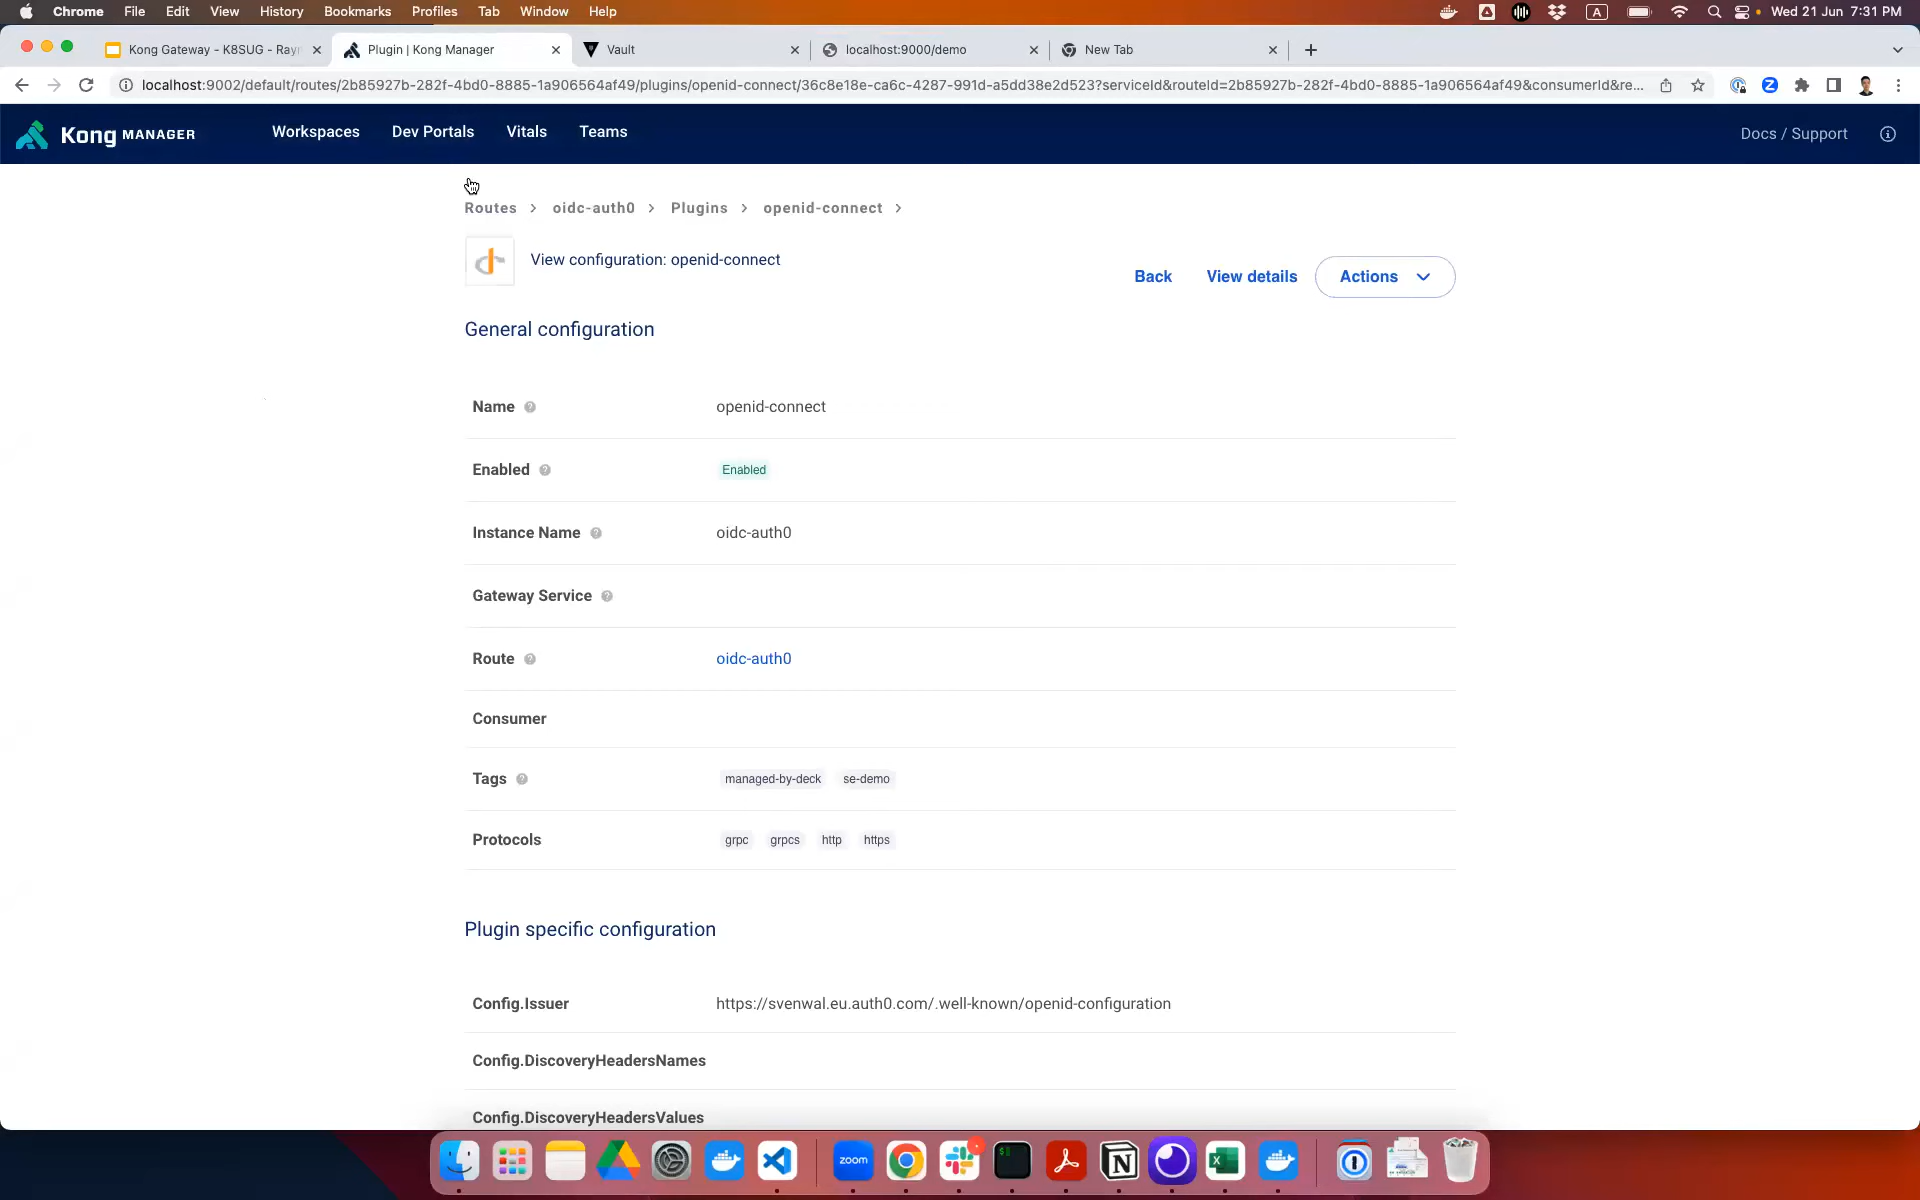 Chrome File Edit View History Bookmarks Profiles Tab Window Help A Wed 21 Jun 7:31 PM
Kong Gateway - K8SUG - Ray Plugin | Kong Manager Vault localhost:9000/demo New Tab
localhost:9002/default/routes/2b85927b-282f-4bd0-8885-1a906564af49/plugins/openid-connect/36c8e18e-ca6c-4287-991d-a5dd38e2d523?serviceId&routeId=2b85927b-282f-4bd0-8885-1a906564af49&consumerId&re...
Kong MANAGER Workspaces Dev Portals Vitals Teams Docs / Support
Routes > oidc-auth0 > Plugins > openid-connect >
View configuration: openid-connect
Back View details Actions
General configuration
Name openid-connect
Enabled Enabled
Instance Name oidc-auth0
Gateway Service
Route oidc-auth0
Consumer
Tags managed-by-deck se-demo
Protocols grpc grpcs http https
Plugin specific configuration
Config.Issuer https://svenwal.eu.auth0.com/.well-known/openid-configuration
Config.DiscoveryHeadersNames
Config.DiscoveryHeadersValues
zoom